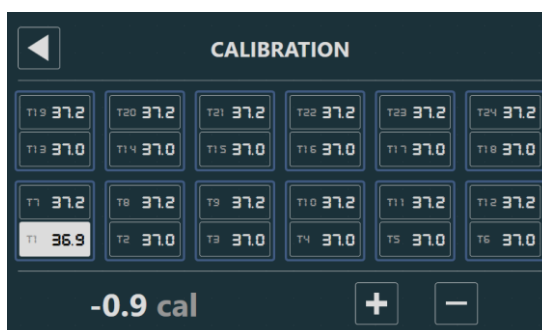 CALIBRATION
T19 37.2 T20 37.2 T21 37.2 T22 37.2 T23 37.2 T24 37.2
T13 37.0 T14 37.0 T15 37.0 T16 37.0 T17 37.0 T18 37.0
T7 37.2 T8 37.2 T9 37.2 T10 37.2 T11 37.2 T12 37.2
T1 36.9 T2 37.0 T3 37.0 T4 37.0 T5 37.0 T6 37.0
-0.9 cal + −